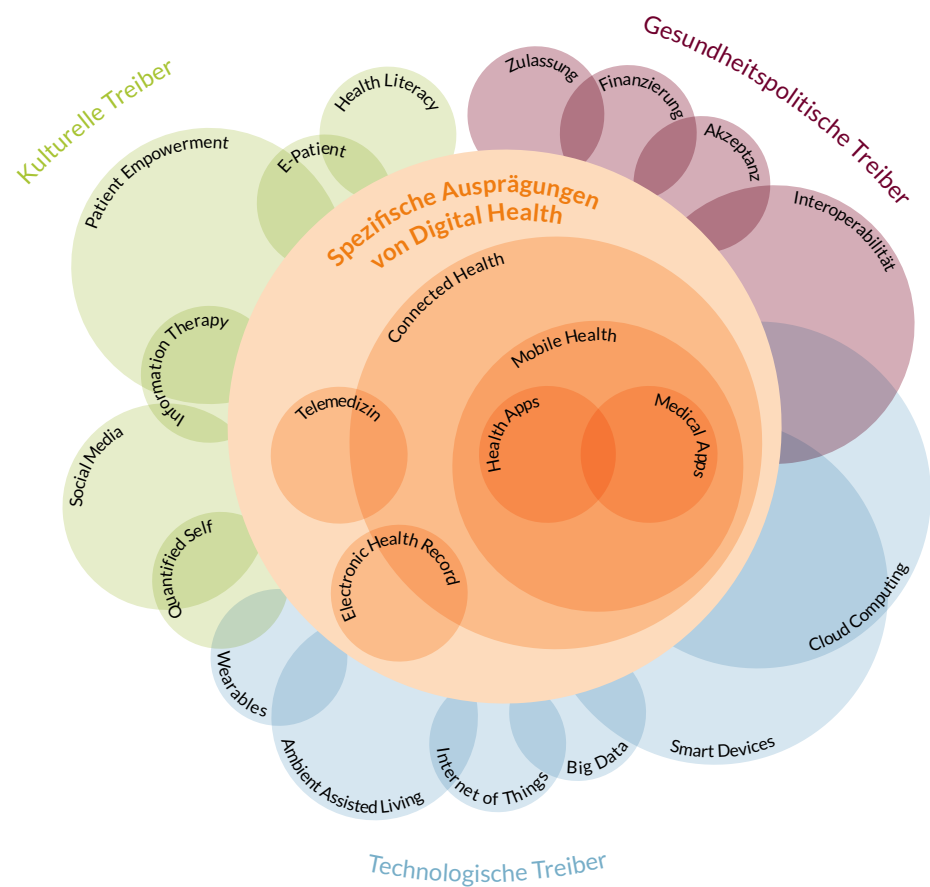 Kulturelle Treiber
Health Literacy
E-Patient
Patient Empowerment
Information Therapy
Social Media
Quantified Self
Gesundheitspolitische Treiber
Zulassung
Finanzierung
Akzeptanz
Interoperabilität
Spezifische Ausprägungen
von Digital Health
Connected Health
Mobile Health
Health Apps
Medical Apps
Telemedizin
Electronic Health Record
Wearables
Ambient Assisted Living
Internet of Things
Big Data
Smart Devices
Cloud Computing
Technologische Treiber